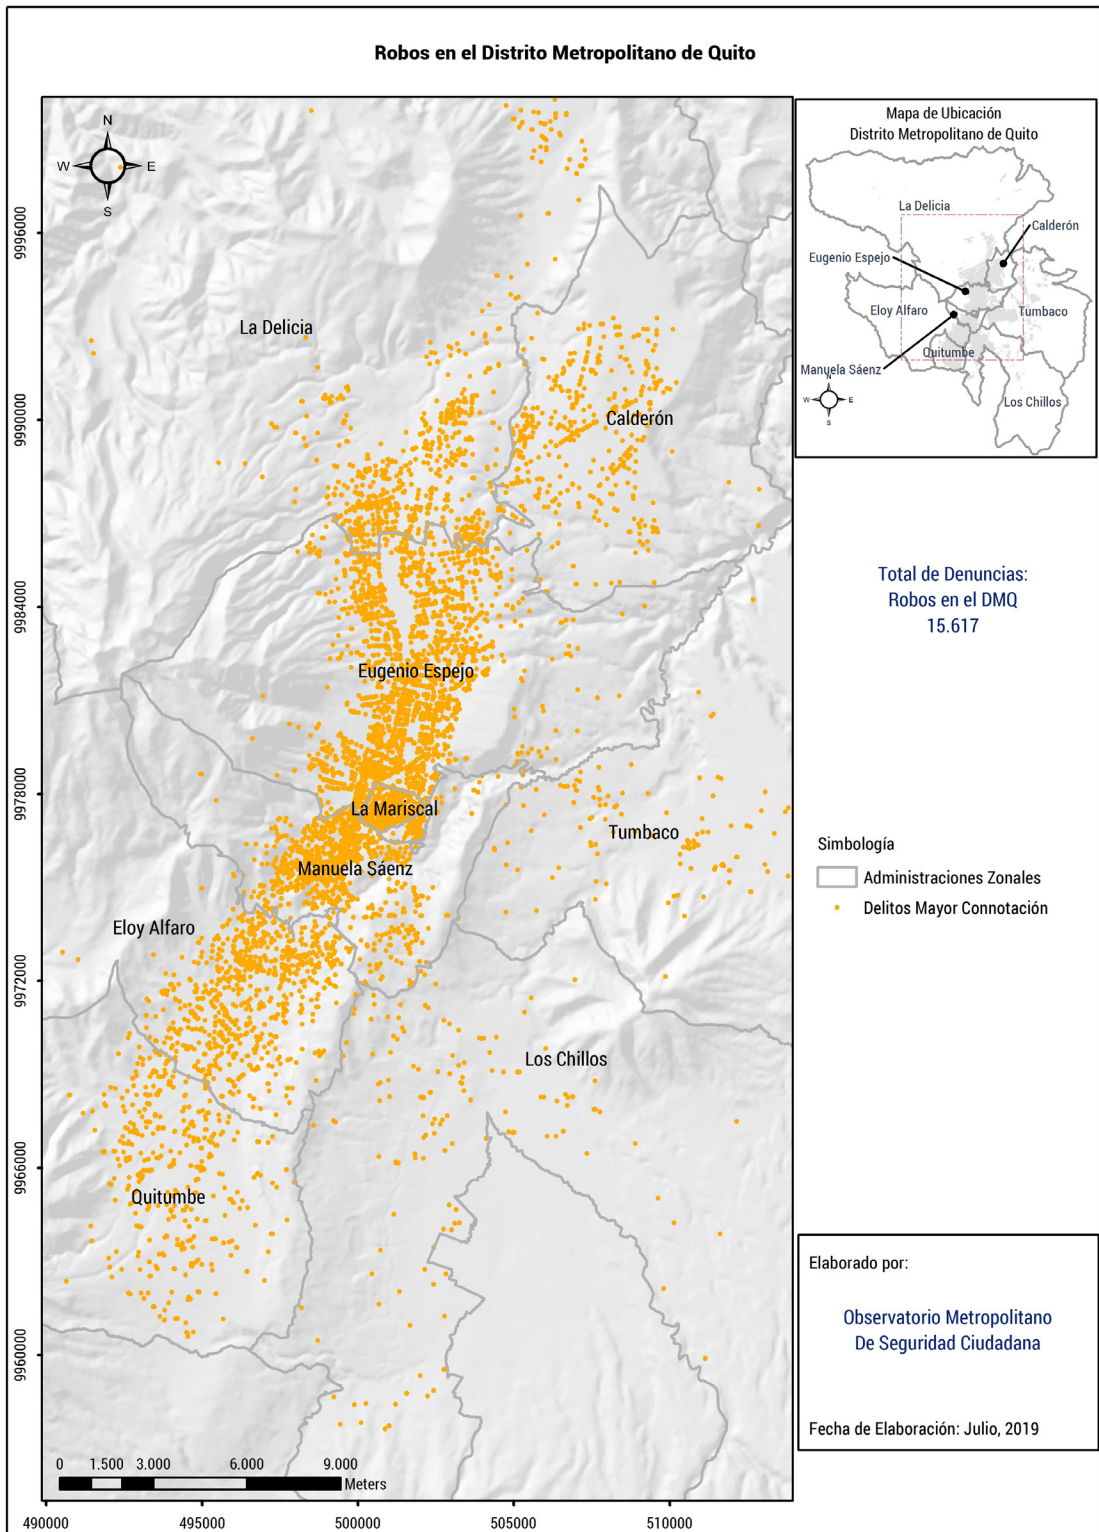 Robos en el Distrito Metropolitano de Quito
N
W
E
S
La Delicia
Calderón
Eugenio Espejo
La Mariscal
Tumbaco
Manuela Sáenz
Eloy Alfaro
Los Chillos
Quitumbe
9996000
9990000
9984000
9978000
9972000
9966000
9960000
0 1.500 3.000 6.000 9.000
Meters
490000 495000 500000 505000 510000
Mapa de Ubicación
Distrito Metropolitano de Quito
La Delicia
Calderón
Eugenio Espejo
Eloy Alfaro
Tumbaco
Quitumbe
Manuela Sáenz
Los Chillos
N
W
E
S
Total de Denuncias:
Robos en el DMQ
15.617
Simbología
Administraciones Zonales
Delitos Mayor Connotación
Elaborado por:
Observatorio Metropolitano
De Seguridad Ciudadana
Fecha de Elaboración: Julio, 2019